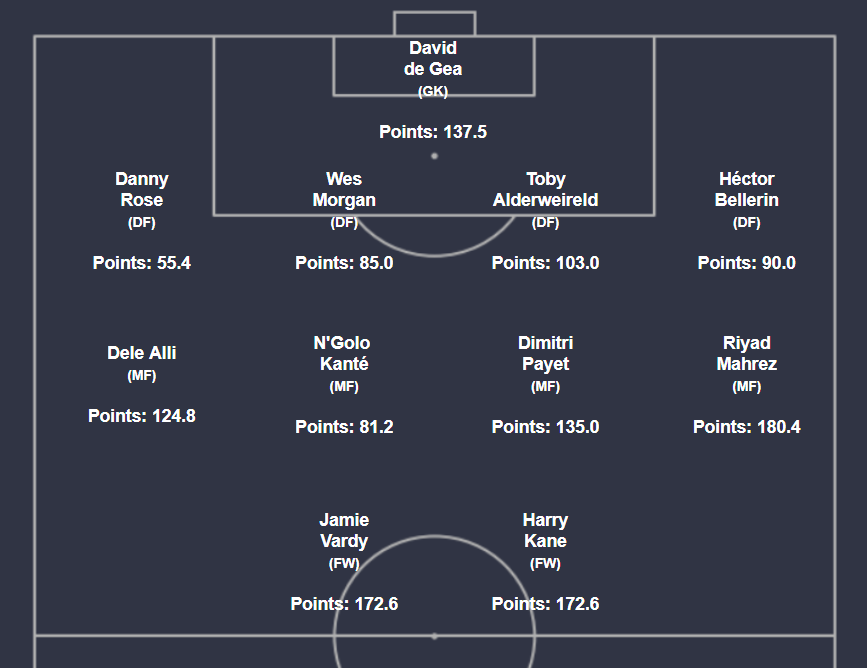 David
de Gea
(GK)
Points: 137.5
Danny
Rose
(DF)
Points: 55.4
Wes
Morgan
(DF)
Points: 85.0
Toby
Alderweireld
(DF)
Points: 103.0
Héctor
Bellerin
(DF)
Points: 90.0
Dele Alli
(MF)
Points: 124.8
N'Golo
Kanté
(MF)
Points: 81.2
Dimitri
Payet
(MF)
Points: 135.0
Riyad
Mahrez
(MF)
Points: 180.4
Jamie
Vardy
(FW)
Points: 172.6
Harry
Kane
(FW)
Points: 172.6